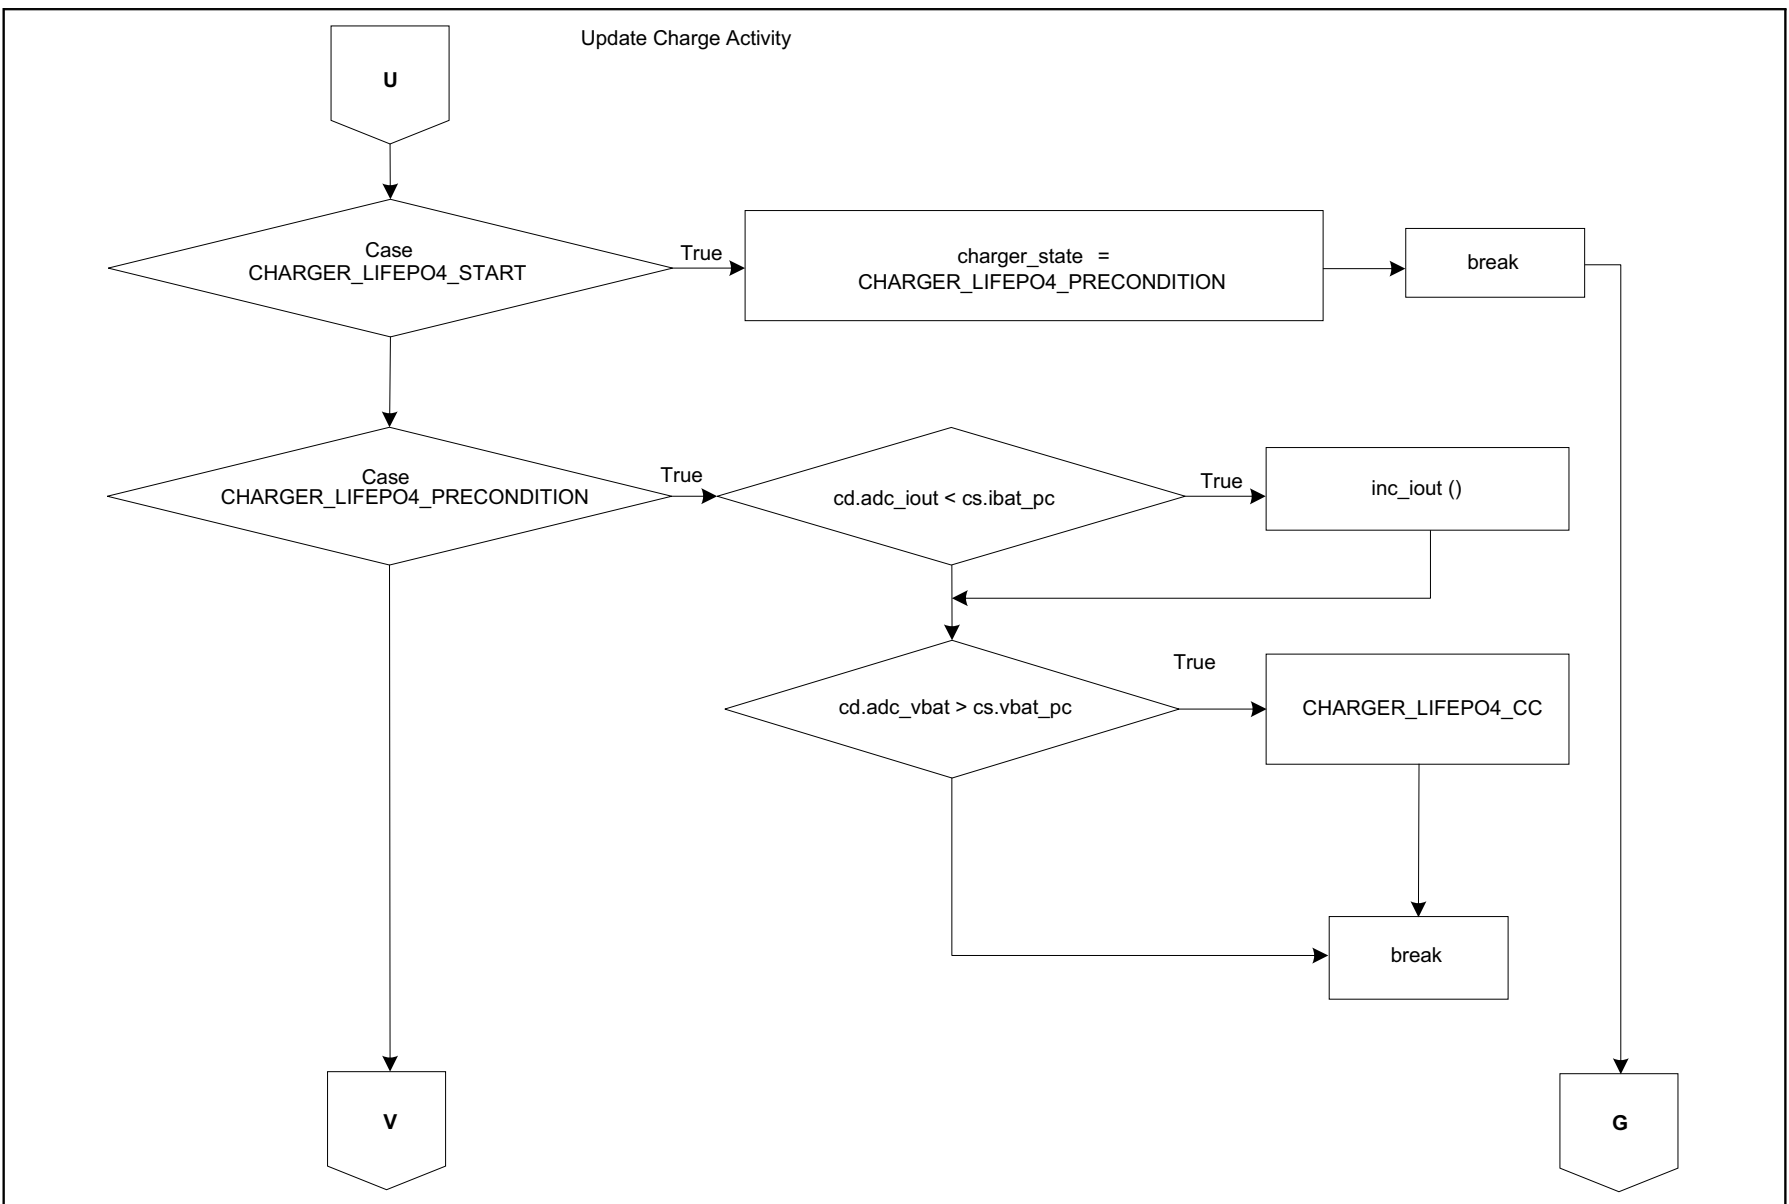 Update Charge Activity
U
Case
CHARGER_LIFEPO4_START
True
charger_state =
CHARGER_LIFEPO4_PRECONDITION
break
Case
CHARGER_LIFEPO4_PRECONDITION
True
cd.adc_iout < cs.ibat_pc
True
inc_iout ()
cd.adc_vbat > cs.vbat_pc
True
CHARGER_LIFEPO4_CC
break
V
G